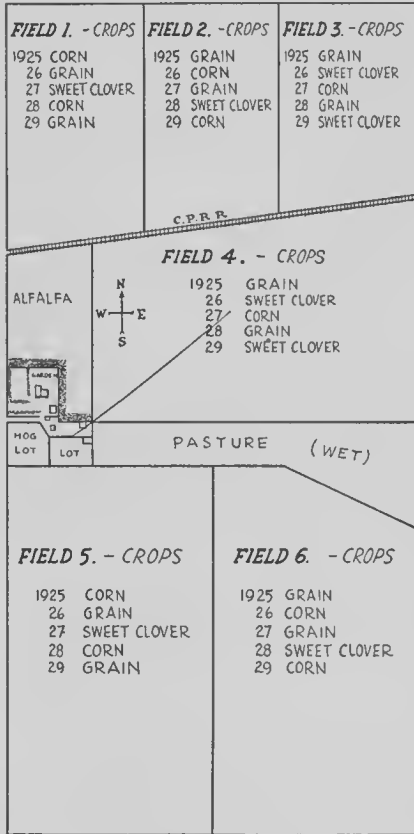 FIELD 1. - CROPS
1925 CORN
26 GRAIN
27 SWEET CLOVER
28 CORN
29 GRAIN
FIELD 2. - CROPS
1925 GRAIN
26 CORN
27 GRAIN
28 SWEET CLOVER
29 CORN
FIELD 3. - CROPS
1925 GRAIN
26 SWEET CLOVER
27 CORN
28 GRAIN
29 SWEET CLOVER
C.P.R.R
FIELD 4. - CROPS
1925 GRAIN
26 SWEET CLOVER
27 CORN
28 GRAIN
29 SWEET CLOVER
ALFALFA
N
W E
S
GARDEN
HOG
LOT
LOT
PASTURE (WET)
FIELD 5. - CROPS
1925 CORN
26 GRAIN
27 SWEET CLOVER
28 CORN
29 GRAIN
FIELD 6. - CROPS
1925 GRAIN
26 CORN
27 GRAIN
28 SWEET CLOVER
29 CORN